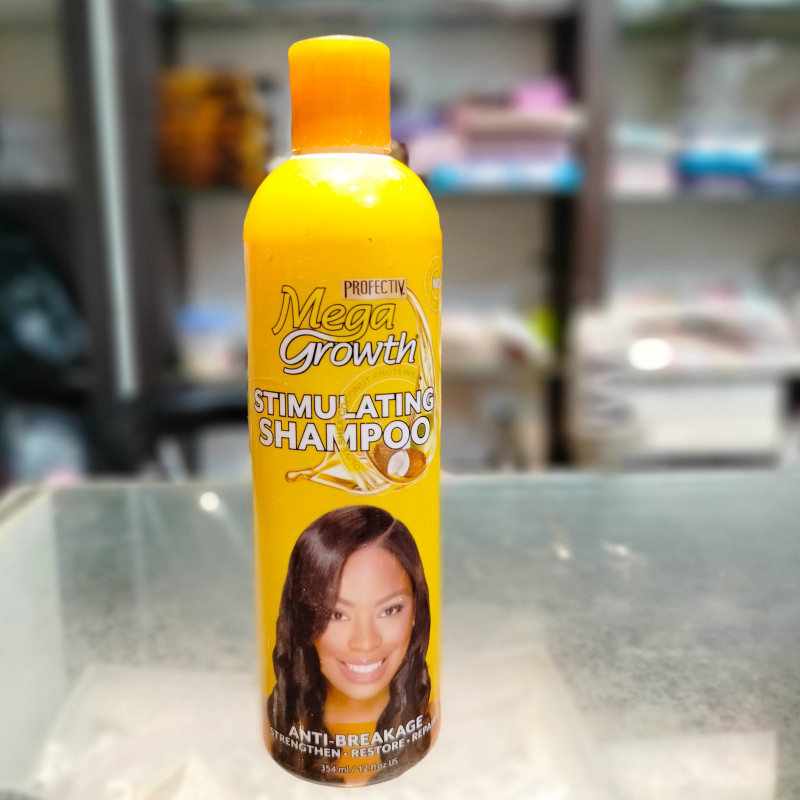 PROFECTIV
Mega
Growth
STIMULATING
SHAMPOO
ANTI-BREAKAGE
STRENGTHEN • RESTORE • REPAIR
354 ml / 12 fl oz US